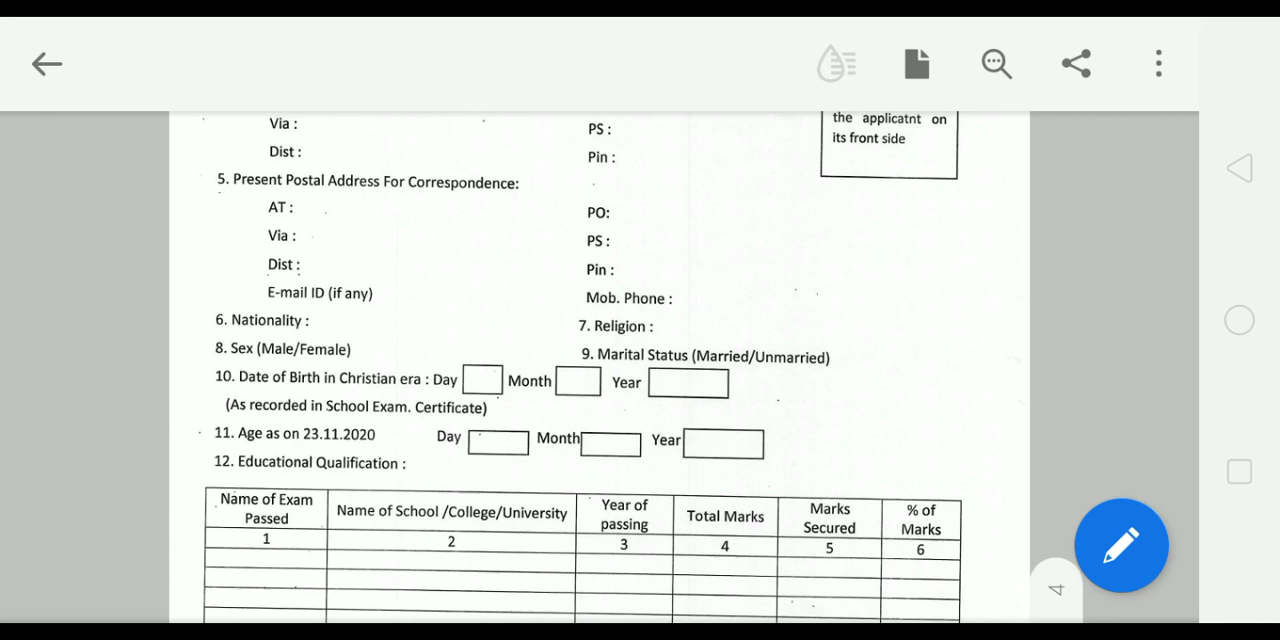 the applicatnt on
its front side
Via :
PS :
Dist :
Pin :
5. Present Postal Address For Correspondence:
AT :
PO:
Via :
PS :
Dist :
Pin :
E-mail ID (if any)
Mob. Phone :
6. Nationality :
7. Religion :
8. Sex (Male/Female)
9. Marital Status (Married/Unmarried)
10. Date of Birth in Christian era : Day Month Year
(As recorded in School Exam. Certificate)
11. Age as on 23.11.2020 Day Month Year
12. Educational Qualification :
Name of Exam Passed
Name of School /College/University
Year of passing
Total Marks
Marks Secured
% of Marks
1 2 3 4 5 6
4